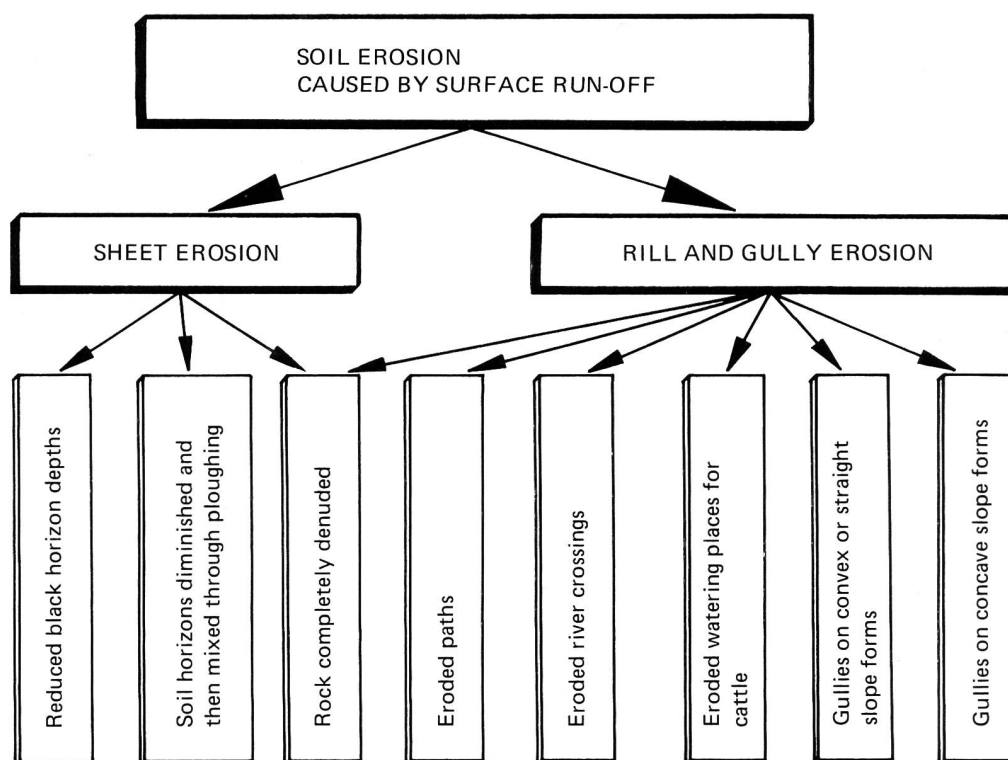 SOIL EROSION
CAUSED BY SURFACE RUN-OFF
SHEET EROSION
RILL AND GULLY EROSION
Reduced black horizon depths
Soil horizons diminished and
then mixed through ploughing
Rock completely denuded
Eroded paths
Eroded river crossings
Eroded watering places for
cattle
Gullies on convex or straight
slope forms
Gullies on concave slope forms